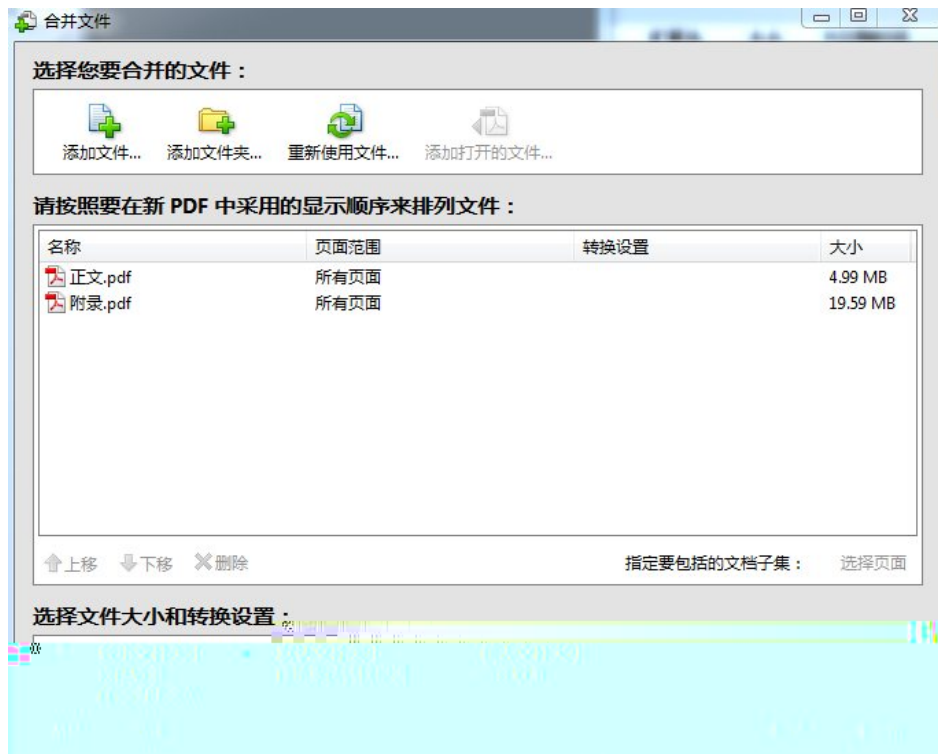 合并文件
选择您要合并的文件：
添加文件... 添加文件夹... 重新使用文件... 添加打开的文件...
请按照要在新 PDF 中采用的显示顺序来排列文件：
名称 页面范围 转换设置 大小
正文.pdf 所有页面 4.99 MB
附录.pdf 所有页面 19.59 MB
上移 下移 删除 指定要包括的文档子集： 选择页面
选择文件大小和转换设置：